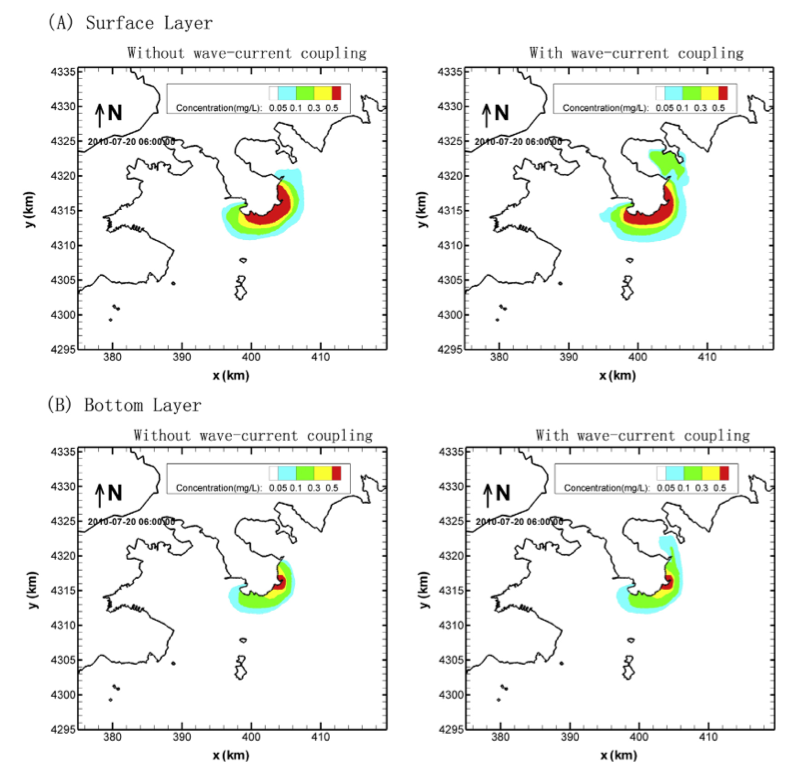 (A) Surface Layer
Without wave-current coupling
With wave-current coupling
4335
4330
4325
4320
4315
4310
4305
4300
4295
y (km)
N
Concentration(mg/L): 0.05 0.1 0.3 0.5
2010-07-20 06:00:00
380 390 400 410
x (km)
4335
4330
4325
4320
4315
4310
4305
4300
4295
y (km)
N
Concentration(mg/L): 0.05 0.1 0.3 0.5
2010-07-20 06:00:00
380 390 400 410
x (km)
(B) Bottom Layer
Without wave-current coupling
With wave-current coupling
4335
4330
4325
4320
4315
4310
4305
4300
4295
y (km)
N
Concentration(mg/L): 0.05 0.1 0.3 0.5
2010-07-20 06:00:00
380 390 400 410
x (km)
4335
4330
4325
4320
4315
4310
4305
4300
4295
y (km)
N
Concentration(mg/L): 0.05 0.1 0.3 0.5
2010-07-20 06:00:00
380 390 400 410
x (km)